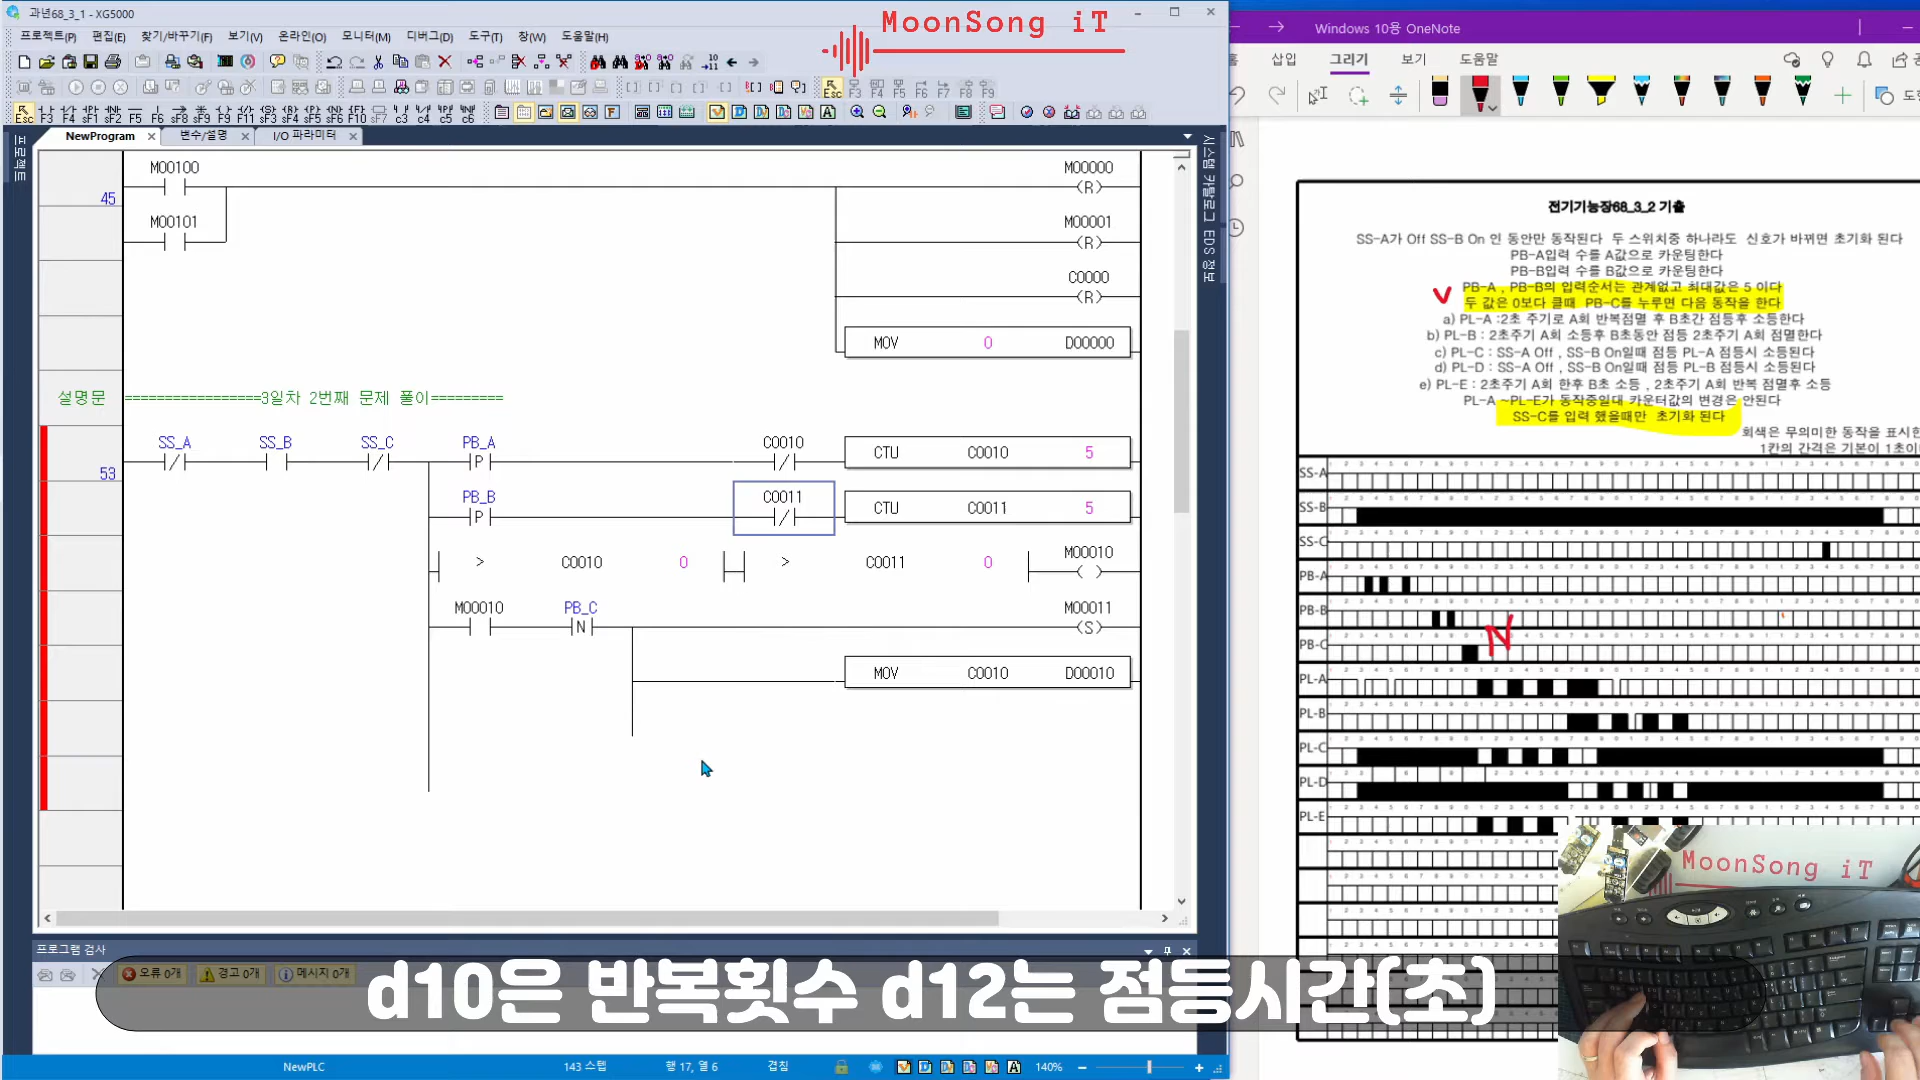 과년68_3_1 - XG5000
MoonSong iT
Windows 10용 OneNote
프로젝트(P) 편집(E) 찾기/바꾸기(F) 보기(V) 온라인(O) 모니터(M) 디버그(D) 도구(T) 창(W) 도움말(H)
삽입 그리기 보기 도움말
NewProgram 변수/설명 I/O 파라미터
프로젝트
시스템 카탈로그 EDS 정보
M00100 M00000
(R)
45
M00101 M00001
(R)
C0000
(R)
MOV 0 D00000
설명문 =================3일차 2번째 문제 풀이=========
SS_A SS_B SS_C PB_A C0010
53 P CTU C0010 5
PB_B C0011
P CTU C0011 5
> C0010 0 > C0011 0 M00010
M00010 PB_C M00011
N (S)
MOV C0010 D00010
전기기능장68_3_2 기출
SS-A가 Off SS-B On 인 동안만 동작된다 두 스위치중 하나라도 신호가 바뀌면 초기화 된다
PB-A입력 수를 A값으로 카운팅한다
PB-B입력 수를 B값으로 카운팅한다
PB-A , PB-B의 입력순서는 관계없고 최대값은 5 이다
두 값은 0보다 클때 PB-C를 누루면 다음 동작을 한다
a) PL-A :2초 주기로 A회 반복점멸 후 B초간 점등후 소등한다
b) PL-B : 2초주기 A회 소등후 B초동안 점등 2초주기 A회 점멸한다
c) PL-C : SS-A Off , SS-B On일때 점등 PL-A 점등시 소등된다
d) PL-D : SS-A Off , SS-B On일때 점등 PL-B 점등시 소등된다
e) PL-E : 2초주기 A회 한후 B초 소등 , 2초주기 A회 반복 점멸후 소등
PL-A ~PL-E가 동작중일대 카운터값의 변경은 안된다
SS-C를 입력 했을때만 초기화 된다
회색은 무의미한 동작을 표시한
1칸의 간격은 기본이 1초이
SS-A
SS-B
SS-C
PB-A
PB-B
PB-C
N
PL-A
PL-B
PL-C
PL-D
PL-E
MoonSong iT
프로그램 검사
오류 0개 경고 0개 메시지 0개
d10은 반복횟수 d12는 점등시간(초)
NewPLC 143 스텝 행 17, 열 6 겹침 140%